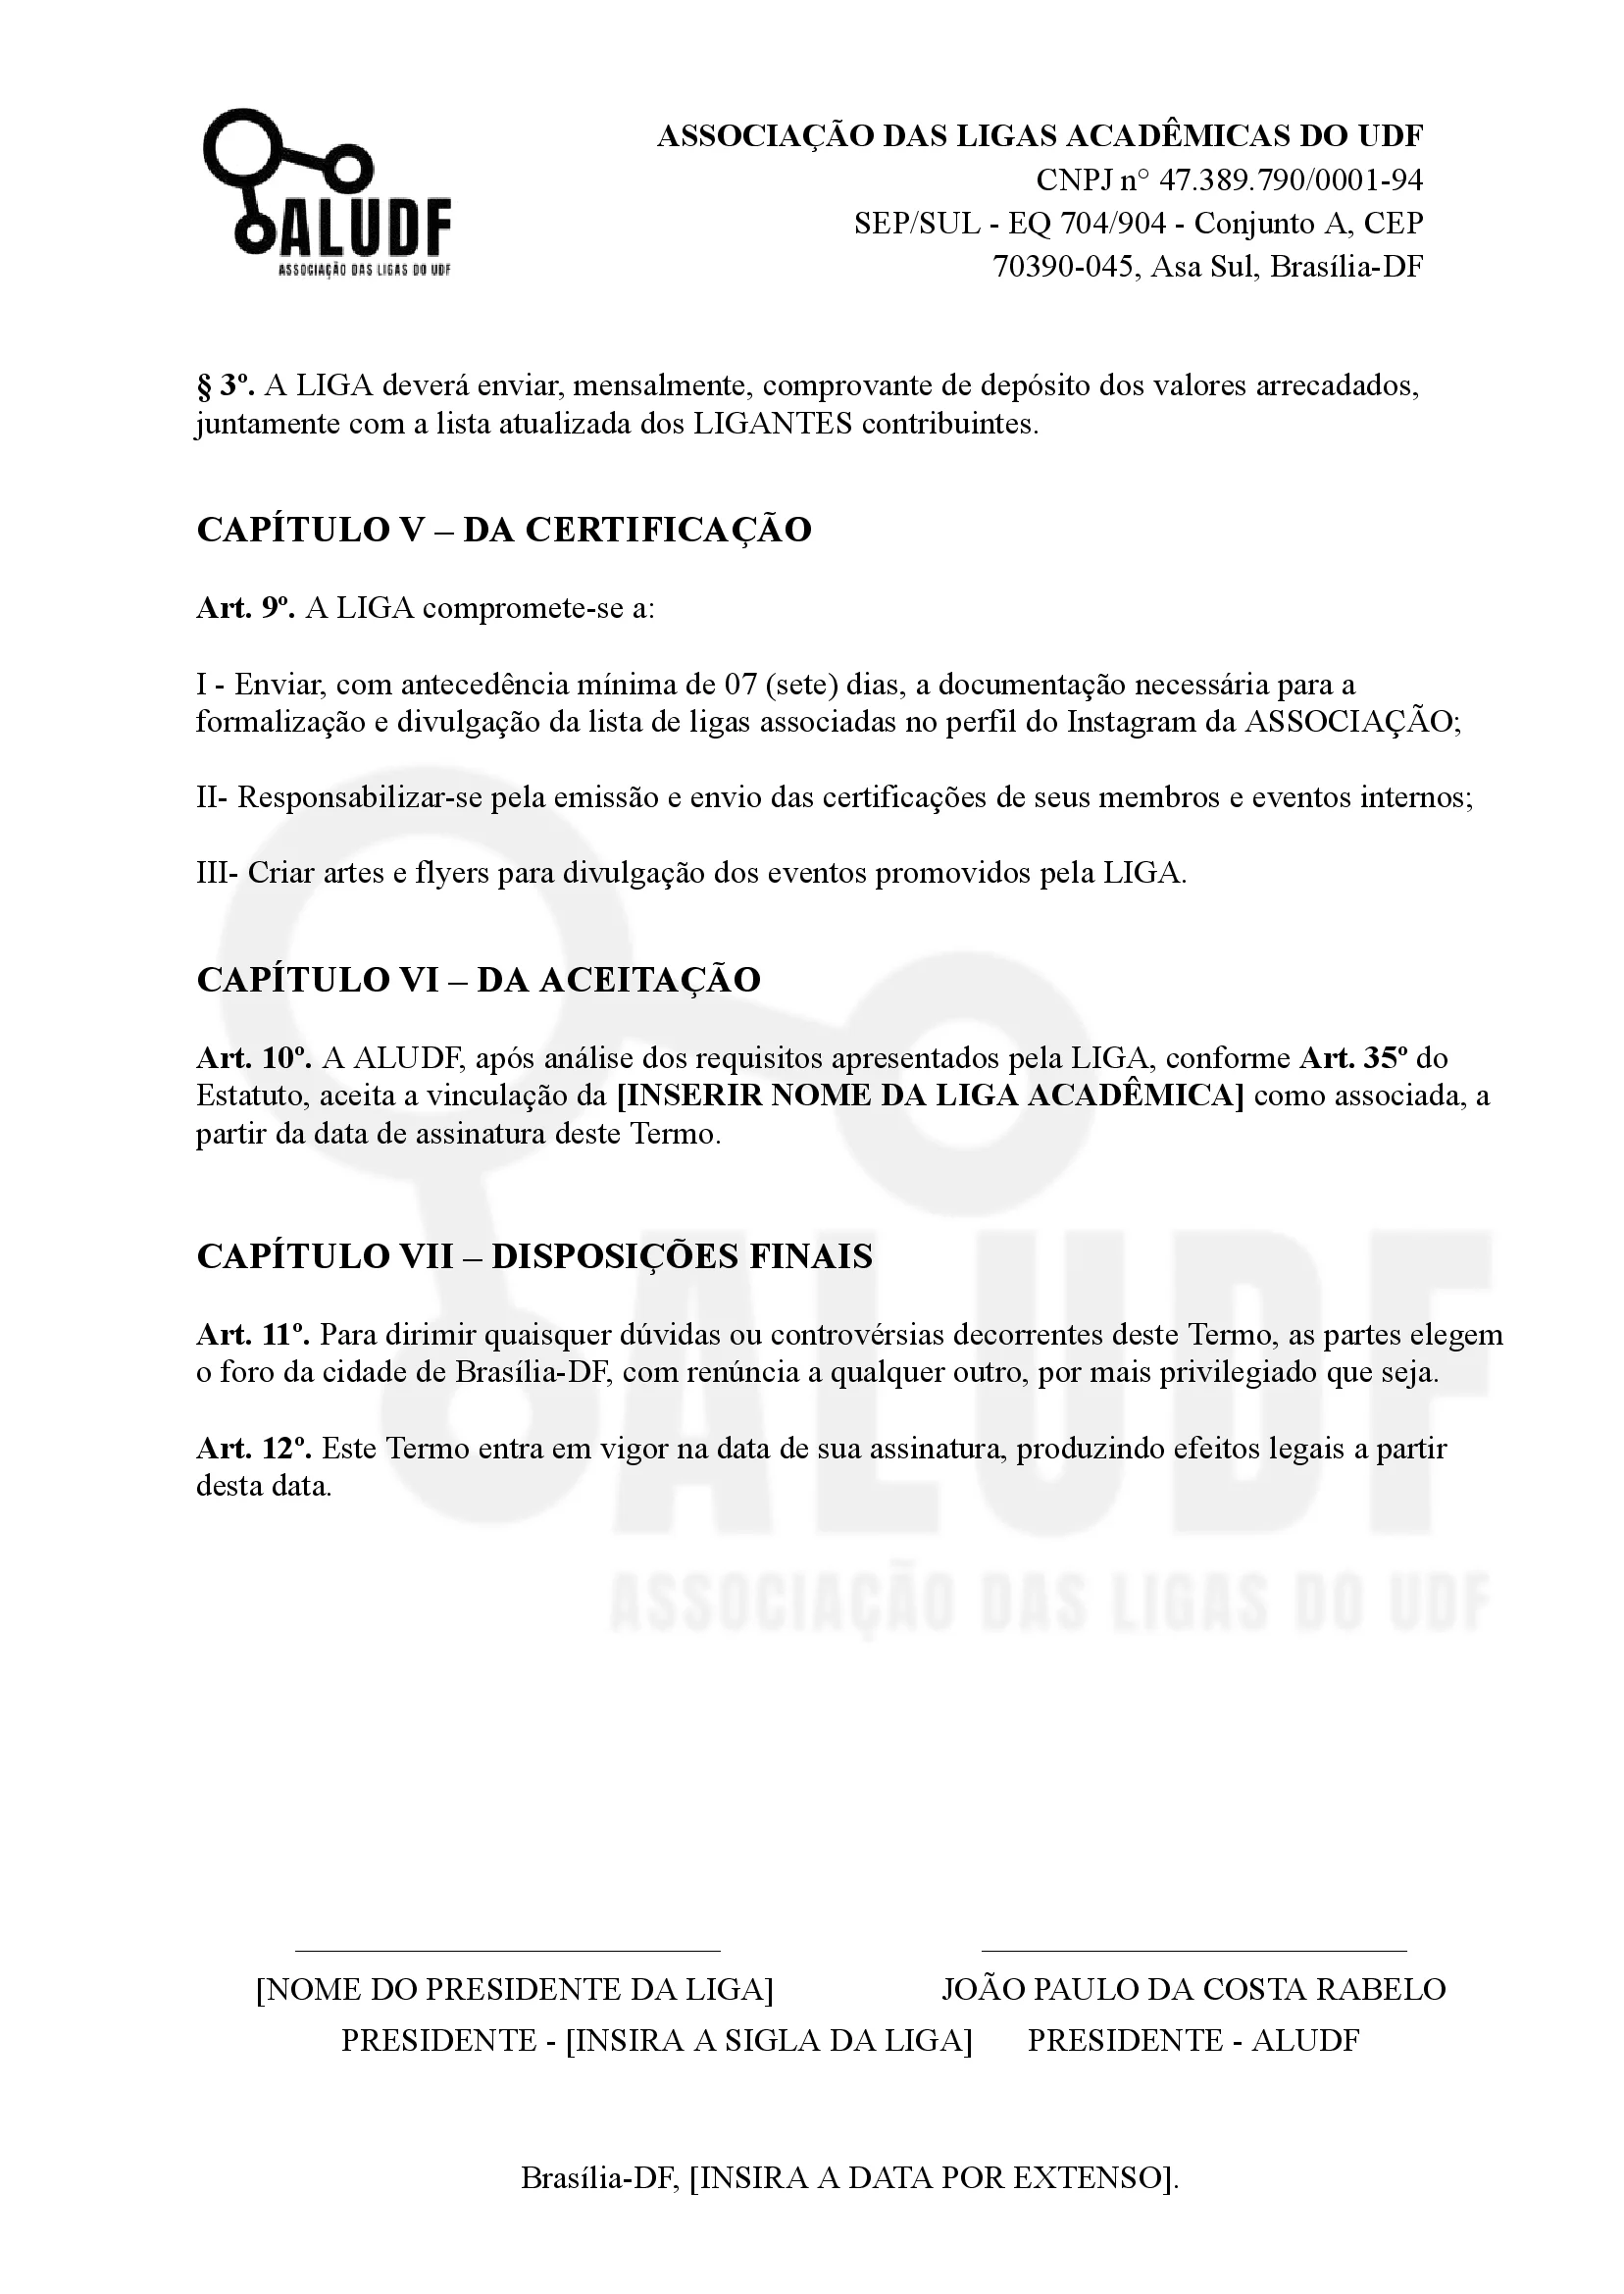 ALUDF
ASSOCIAÇÃO DAS LIGAS DO UDF
ASSOCIAÇÃO DAS LIGAS ACADÊMICAS DO UDF
CNPJ n° 47.389.790/0001-94
SEP/SUL - EQ 704/904 - Conjunto A, CEP
70390-045, Asa Sul, Brasília-DF
§ 3º. A LIGA deverá enviar, mensalmente, comprovante de depósito dos valores arrecadados,
juntamente com a lista atualizada dos LIGANTES contribuintes.
CAPÍTULO V – DA CERTIFICAÇÃO
Art. 9º. A LIGA compromete-se a:
I - Enviar, com antecedência mínima de 07 (sete) dias, a documentação necessária para a
formalização e divulgação da lista de ligas associadas no perfil do Instagram da ASSOCIAÇÃO;
II- Responsabilizar-se pela emissão e envio das certificações de seus membros e eventos internos;
III- Criar artes e flyers para divulgação dos eventos promovidos pela LIGA.
CAPÍTULO VI – DA ACEITAÇÃO
Art. 10º. A ALUDF, após análise dos requisitos apresentados pela LIGA, conforme Art. 35º do
Estatuto, aceita a vinculação da [INSERIR NOME DA LIGA ACADÊMICA] como associada, a
partir da data de assinatura deste Termo.
CAPÍTULO VII – DISPOSIÇÕES FINAIS
Art. 11º. Para dirimir quaisquer dúvidas ou controvérsias decorrentes deste Termo, as partes elegem
o foro da cidade de Brasília-DF, com renúncia a qualquer outro, por mais privilegiado que seja.
Art. 12º. Este Termo entra em vigor na data de sua assinatura, produzindo efeitos legais a partir
desta data.
ALUDF
ASSOCIAÇÃO DAS LIGAS DO UDF
[NOME DO PRESIDENTE DA LIGA] JOÃO PAULO DA COSTA RABELO
PRESIDENTE - [INSIRA A SIGLA DA LIGA] PRESIDENTE - ALUDF
Brasília-DF, [INSIRA A DATA POR EXTENSO].